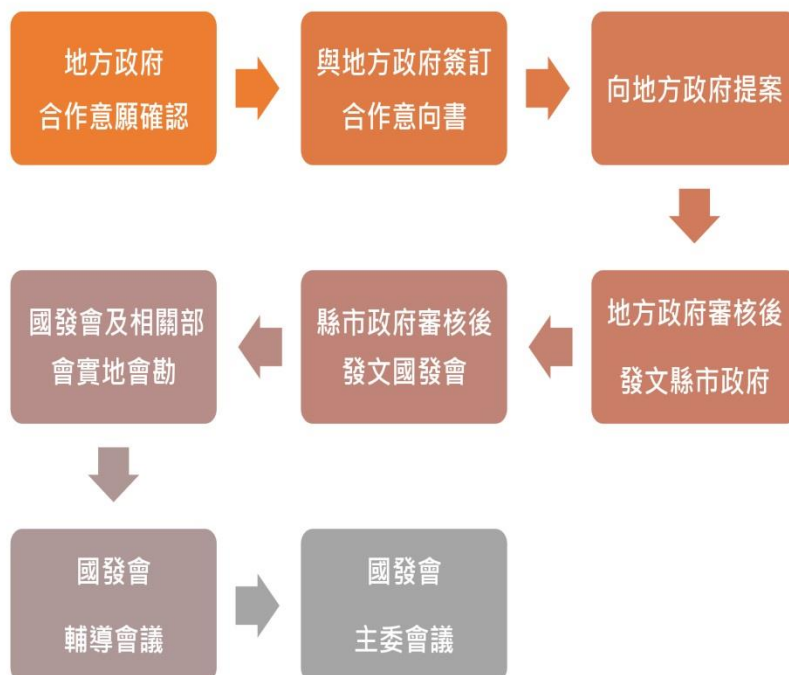 地方政府
合作意願確認
與地方政府簽訂
合作意向書
向地方政府提案
地方政府審核後
發文縣市政府
縣市政府審核後
發文國發會
國發會及相關部
會實地會勘
國發會
輔導會議
國發會
主委會議